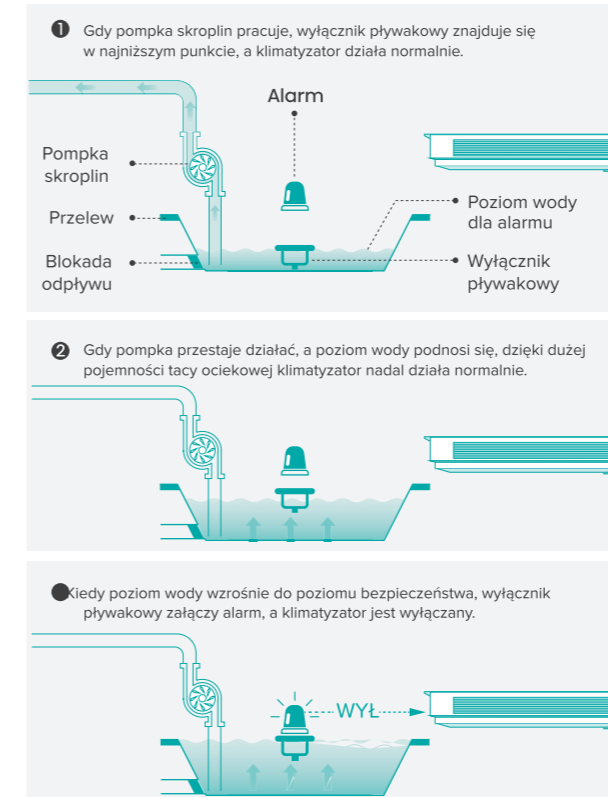 ❶ Gdy pompka skroplin pracuje, wyłącznik pływakowy znajduje się
w najniższym punkcie, a klimatyzator działa normalnie.
Alarm
Pompka
skroplin
Przelew
Blokada
odpływu
Poziom wody
dla alarmu
Wyłącznik
pływakowy
❷ Gdy pompka przestaje działać, a poziom wody podnosi się, dzięki dużej
pojemności tacy ociekowej klimatyzator nadal działa normalnie.
Kiedy poziom wody wzrośnie do poziomu bezpieczeństwa, wyłącznik
pływakowy załączy alarm, a klimatyzator jest wyłączany.
WYŁ